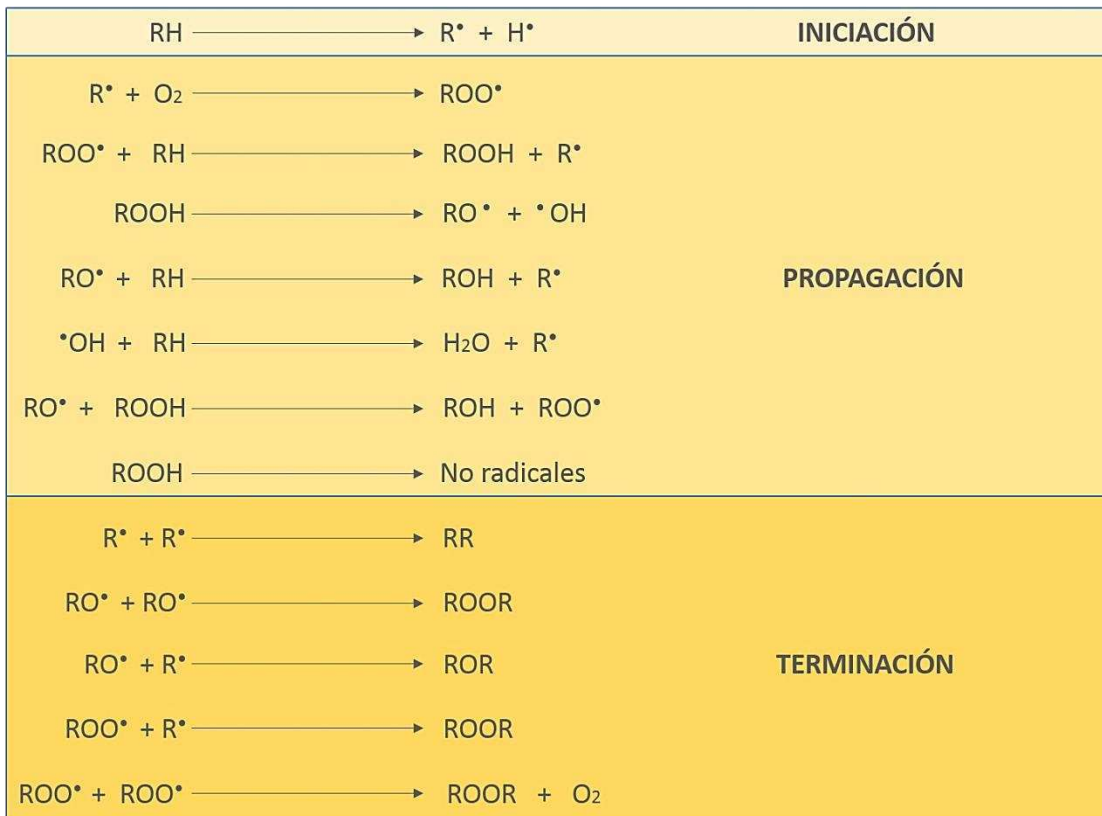 RH ⟶ R• + H• INICIACIÓN
R• + O₂ ⟶ ROO•
ROO• + RH ⟶ ROOH + R•
ROOH ⟶ RO• + •OH
RO• + RH ⟶ ROH + R• PROPAGACIÓN
•OH + RH ⟶ H₂O + R•
RO• + ROOH ⟶ ROH + ROO•
ROOH ⟶ No radicales
R• + R• ⟶ RR
RO• + RO• ⟶ ROOR
RO• + R• ⟶ ROR TERMINACIÓN
ROO• + R• ⟶ ROOR
ROO• + ROO• ⟶ ROOR + O₂